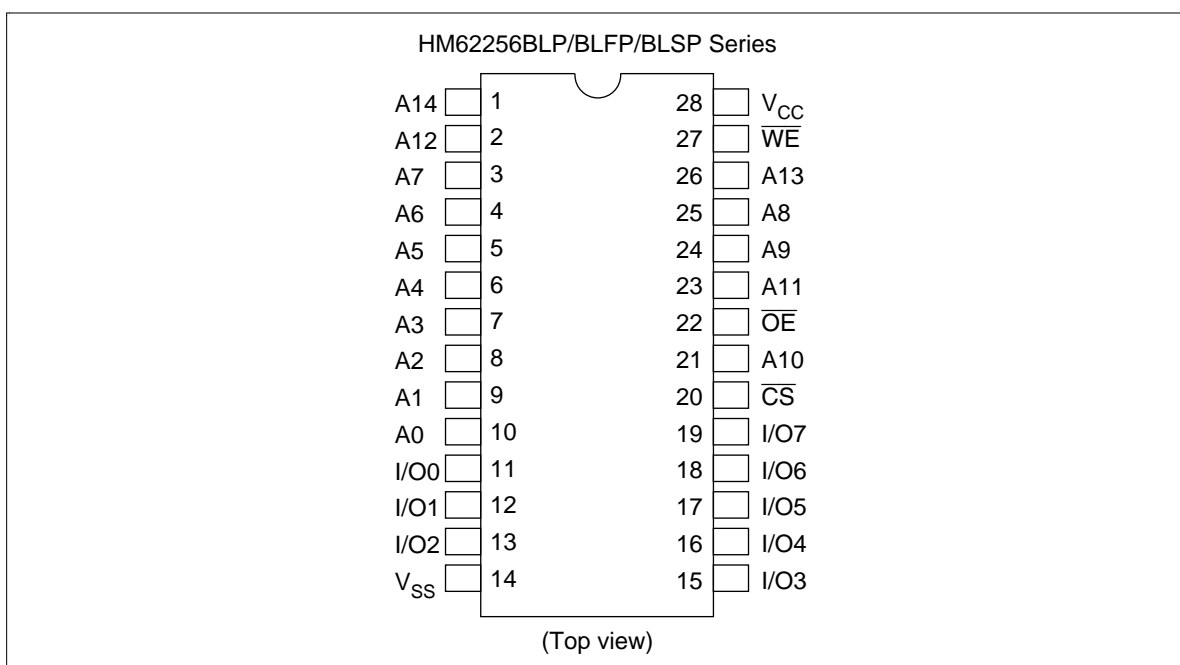 HM62256BLP/BLFP/BLSP Series
A14 1 28 VCC
A12 2 27 WE
A7 3 26 A13
A6 4 25 A8
A5 5 24 A9
A4 6 23 A11
A3 7 22 OE
A2 8 21 A10
A1 9 20 CS
A0 10 19 I/O7
I/O0 11 18 I/O6
I/O1 12 17 I/O5
I/O2 13 16 I/O4
VSS 14 15 I/O3
(Top view)